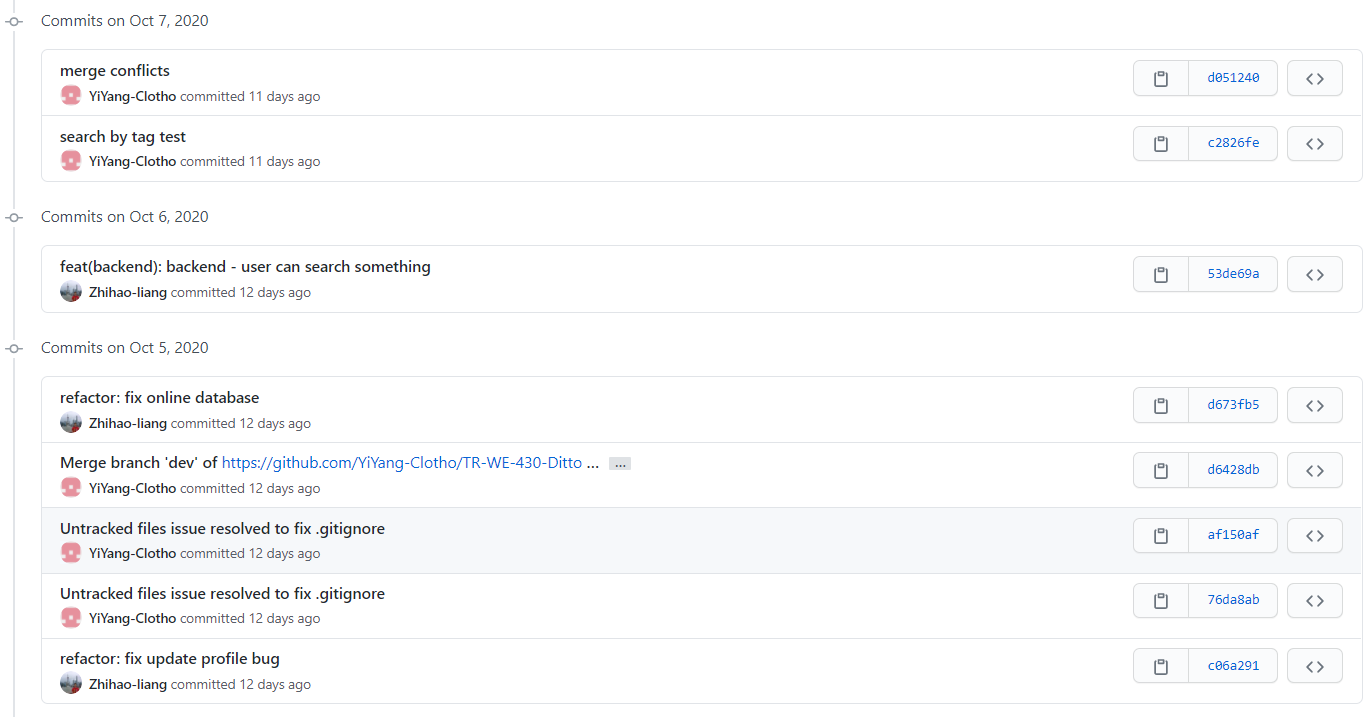 Commits on Oct 7, 2020
merge conflicts
d051240
YiYang-Clotho committed 11 days ago
search by tag test
c2826fe
YiYang-Clotho committed 11 days ago
Commits on Oct 6, 2020
feat(backend): backend - user can search something
53de69a
Zhihao-liang committed 12 days ago
Commits on Oct 5, 2020
refactor: fix online database
d673fb5
Zhihao-liang committed 12 days ago
Merge branch 'dev' of https://github.com/YiYang-Clotho/TR-WE-430-Ditto ... ...
d6428db
YiYang-Clotho committed 12 days ago
Untracked files issue resolved to fix .gitignore
af150af
YiYang-Clotho committed 12 days ago
Untracked files issue resolved to fix .gitignore
76da8ab
YiYang-Clotho committed 12 days ago
refactor: fix update profile bug
c06a291
Zhihao-liang committed 12 days ago